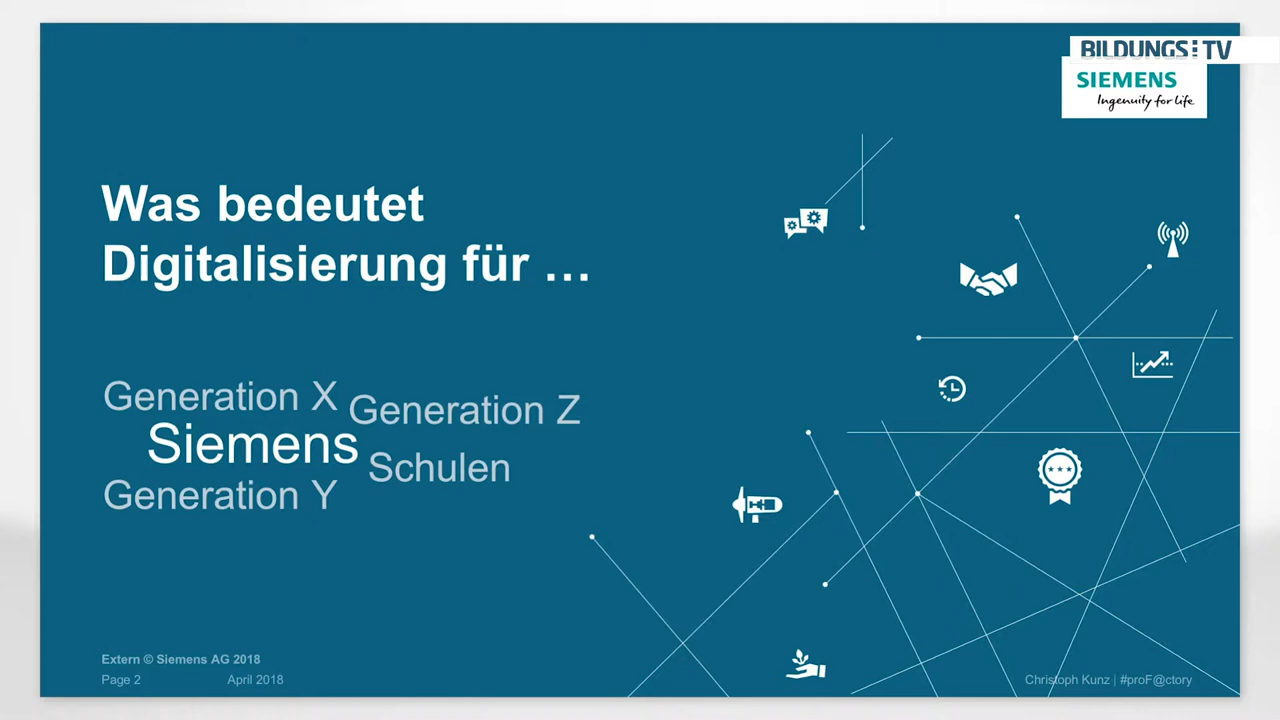 BILDUNGS TV
SIEMENS
Ingenuity for life
Was bedeutet
Digitalisierung für …
Generation X
Generation Z
Siemens
Schulen
Generation Y
Extern © Siemens AG 2018
Page 2 April 2018
Christoph Kunz | #proF@ctory